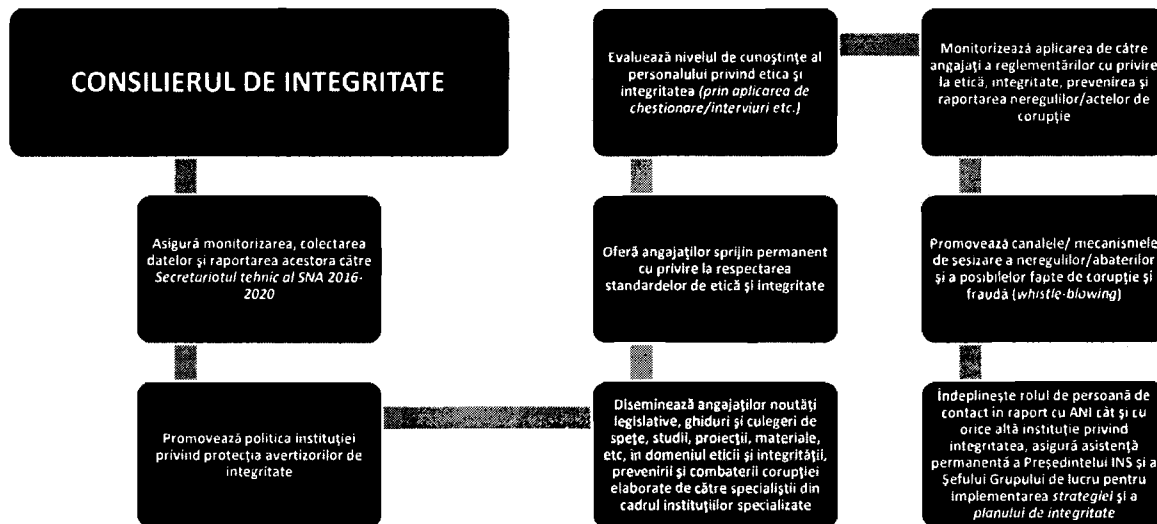 CONSILIERUL DE INTEGRITATE
Asigură monitorizarea, colectarea
datelor și raportarea acestora către
Secretariotul tehnic al SNA 2016-
2020
Promovează politica instituției
privind protecția avertizorilor de
integritate
Diseminează angajaților noutăți
legislative, ghiduri și culegeri de
spețe, studii, proiecții, materiale,
etc, in domeniul eticii și integrității,
prevenirii și combaterii corupției
elaborate de către specialiștii din
cadrul instituțiilor specializate
Oferă angajaților sprijin permanent
cu privire la respectarea
standardelor de etică și integritate
Evaluează nivelul de cunoștințe al
personalului privind etica și
integritatea (prin aplicarea de
chestionare/interviuri etc.)
Monitorizează aplicarea de către
angajați a reglementărilor cu privire
la etică, integritate, prevenirea și
raportarea neregulilor/actelor de
corupție
Promovează canalele/ mecanismele
de sesizare a neregulilor/abaterilor
și a posibilelor fapte de corupție și
fraudă (whistle-blowing)
Îndeplinește rolul de persoană de
contact in raport cu ANI cât și cu
orice altă instituție privind
integritatea, asigură asistență
permanentă a Președintelui INS și a
Șefului Grupului de lucru pentru
implementarea strategiei și a
planului de integritate